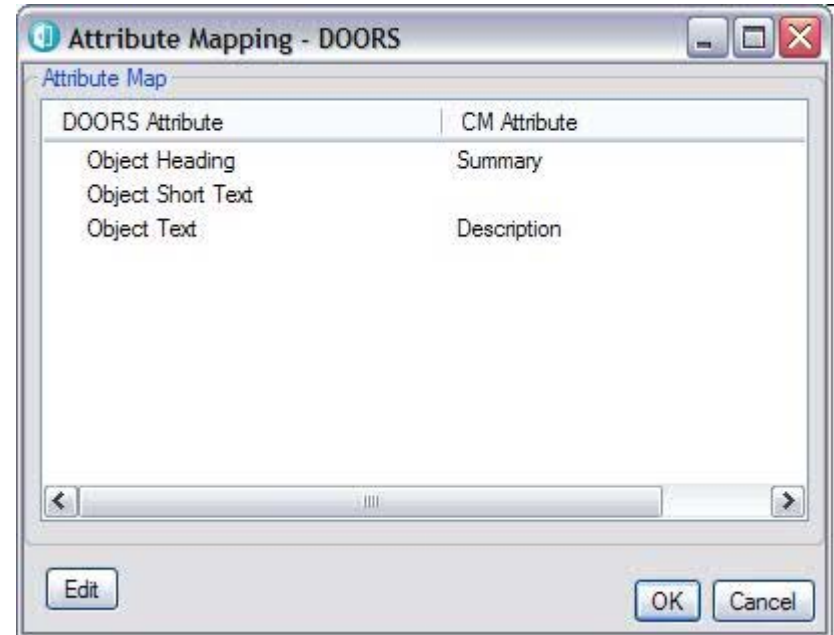 Attribute Mapping - DOORS
Attribute Map
DOORS Attribute CM Attribute
Object Heading Summary
Object Short Text
Object Text Description
Edit OK Cancel